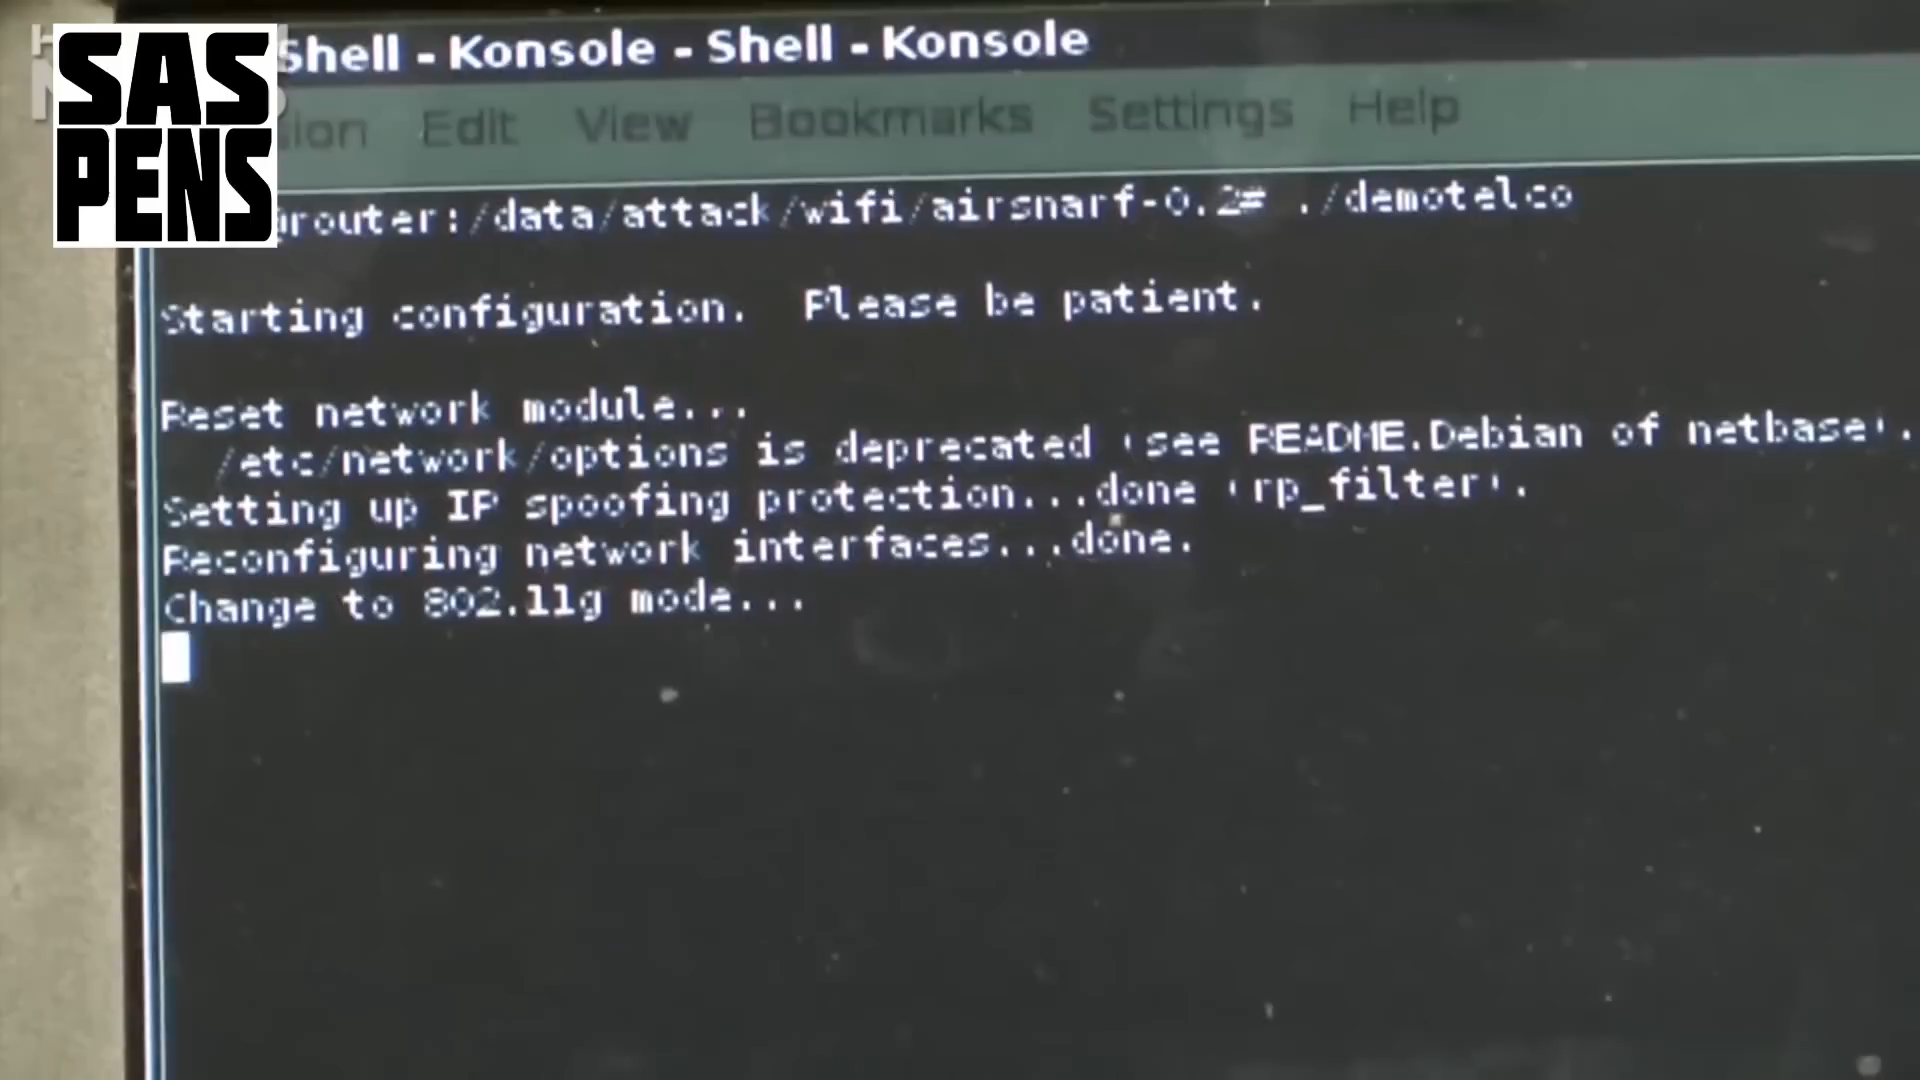 SAS
PENS
Shell - Konsole - Shell - Konsole
Edit View Bookmarks Settings Help
router:/data/attack/wifi/airsnarf-0.2# ./demotelco
Starting configuration. Please be patient.
Reset network module...
/etc/network/options is deprecated (see README.Debian of netbase).
Setting up IP spoofing protection...done (rp_filter).
Reconfiguring network interfaces...done.
Change to 802.11g mode...